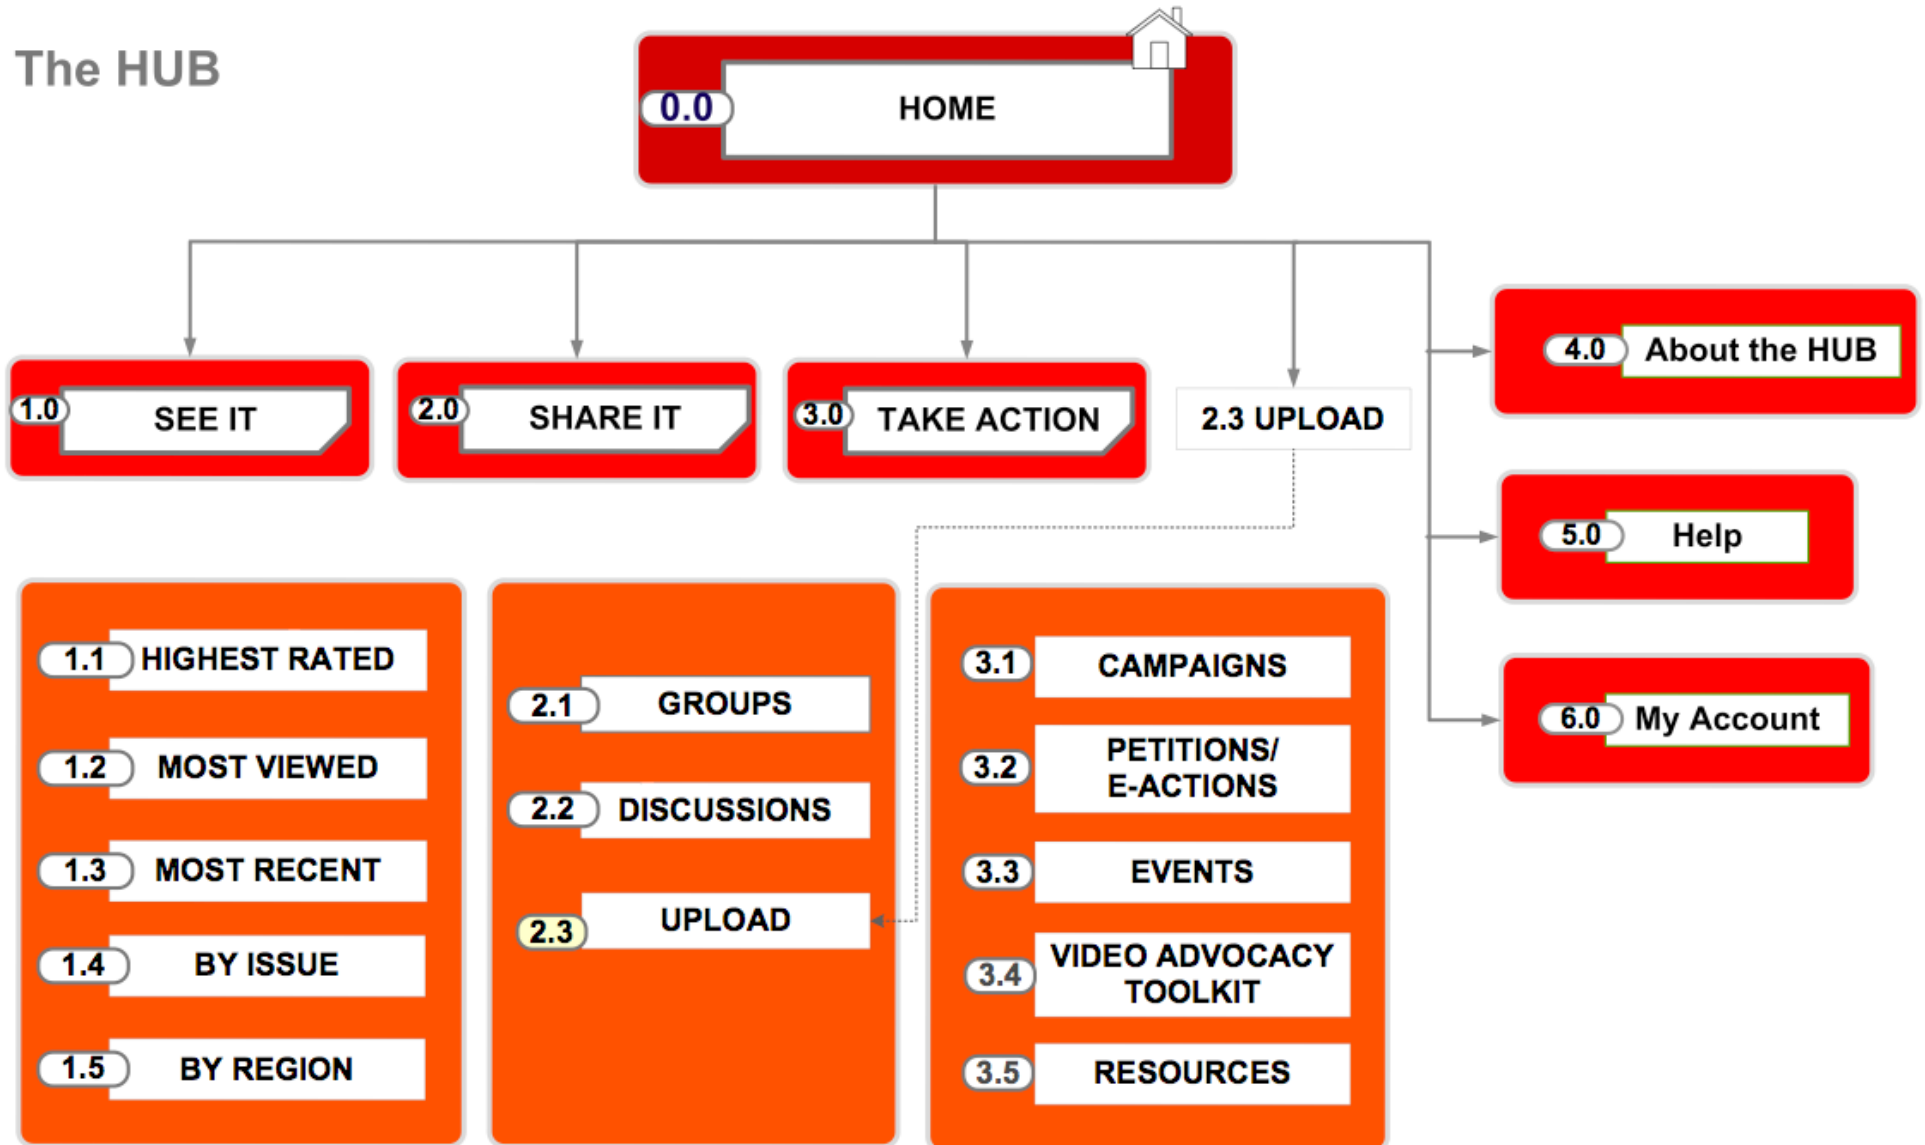 The HUB
0.0 HOME
1.0 SEE IT
2.0 SHARE IT
3.0 TAKE ACTION
2.3 UPLOAD
4.0 About the HUB
5.0 Help
6.0 My Account
1.1 HIGHEST RATED
1.2 MOST VIEWED
1.3 MOST RECENT
1.4 BY ISSUE
1.5 BY REGION
2.1 GROUPS
2.2 DISCUSSIONS
2.3 UPLOAD
3.1 CAMPAIGNS
3.2 PETITIONS/
E-ACTIONS
3.3 EVENTS
3.4 VIDEO ADVOCACY
TOOLKIT
3.5 RESOURCES